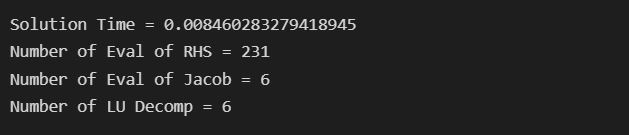 Solution Time = 0.008460283279418945
Number of Eval of RHS = 231
Number of Eval of Jacob = 6
Number of LU Decomp = 6